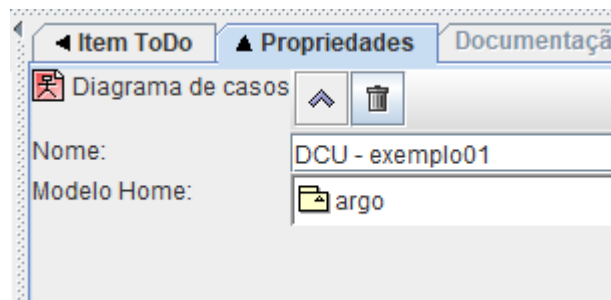 Item ToDo Propriedades Documentaçã
Diagrama de casos
Nome: DCU - exemplo01
Modelo Home: argo